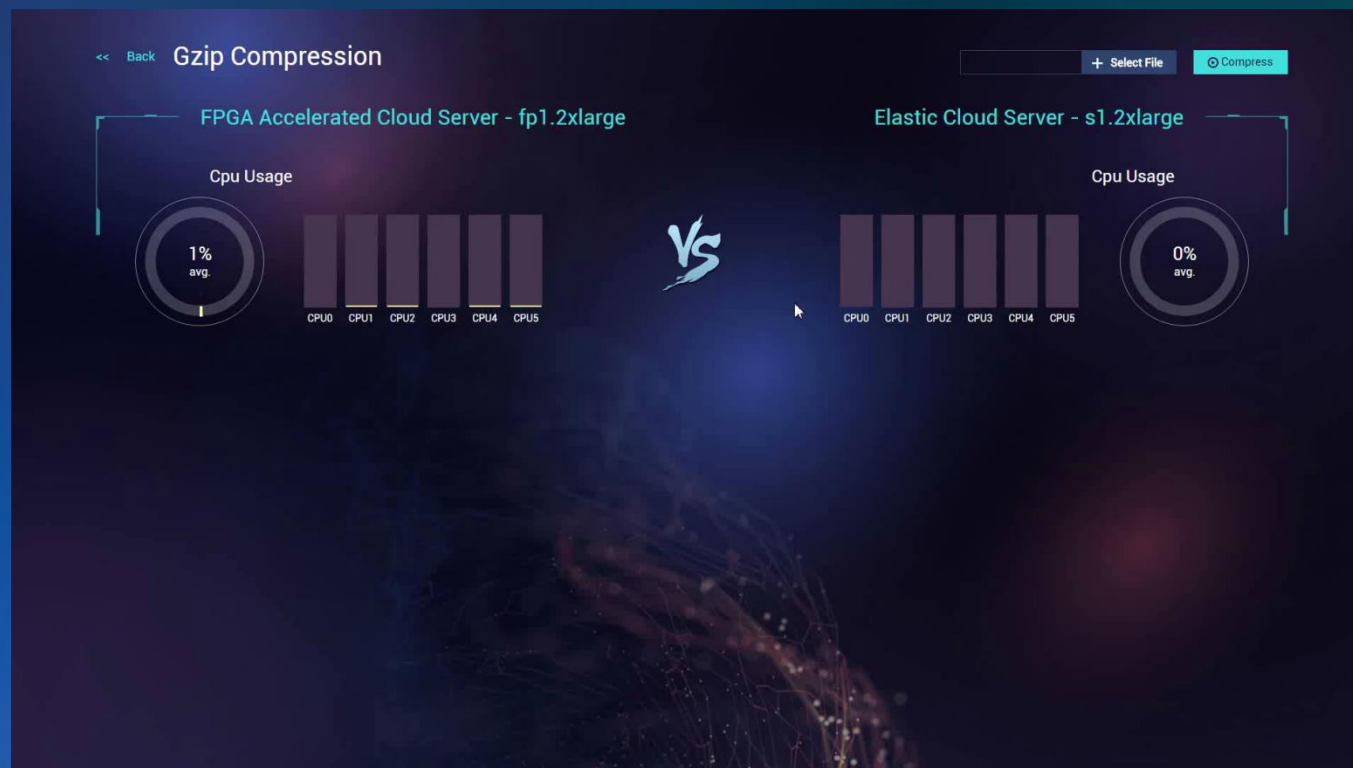 << Back Gzip Compression
+ Select File
Compress
FPGA Accelerated Cloud Server - fp1.2xlarge
Elastic Cloud Server - s1.2xlarge
Cpu Usage
1%
avg.
CPU0 CPU1 CPU2 CPU3 CPU4 CPU5
VS
Cpu Usage
CPU0 CPU1 CPU2 CPU3 CPU4 CPU5
0%
avg.